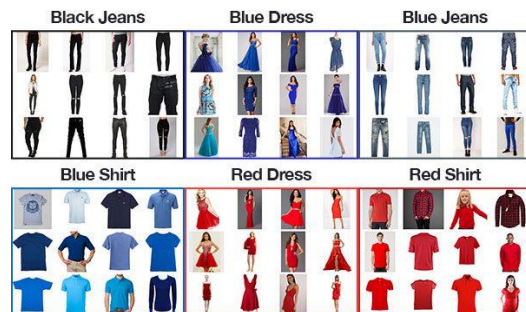 Black Jeans
Blue Dress
Blue Jeans
Blue Shirt
Red Dress
Red Shirt